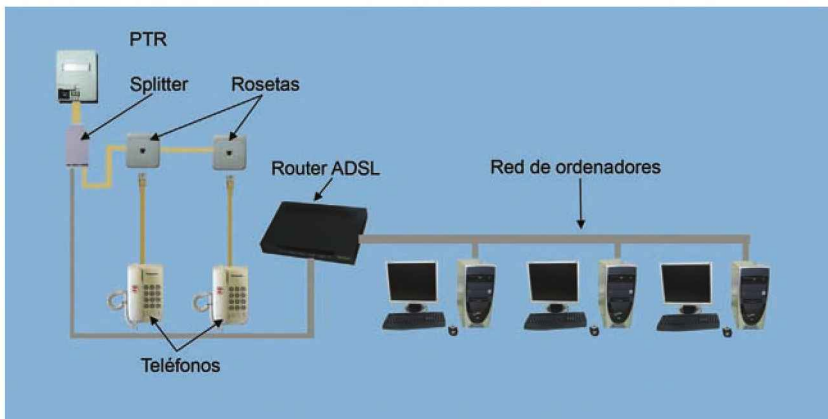 PTR
Splitter
Rosetas
Router ADSL
Red de ordenadores
Teléfonos